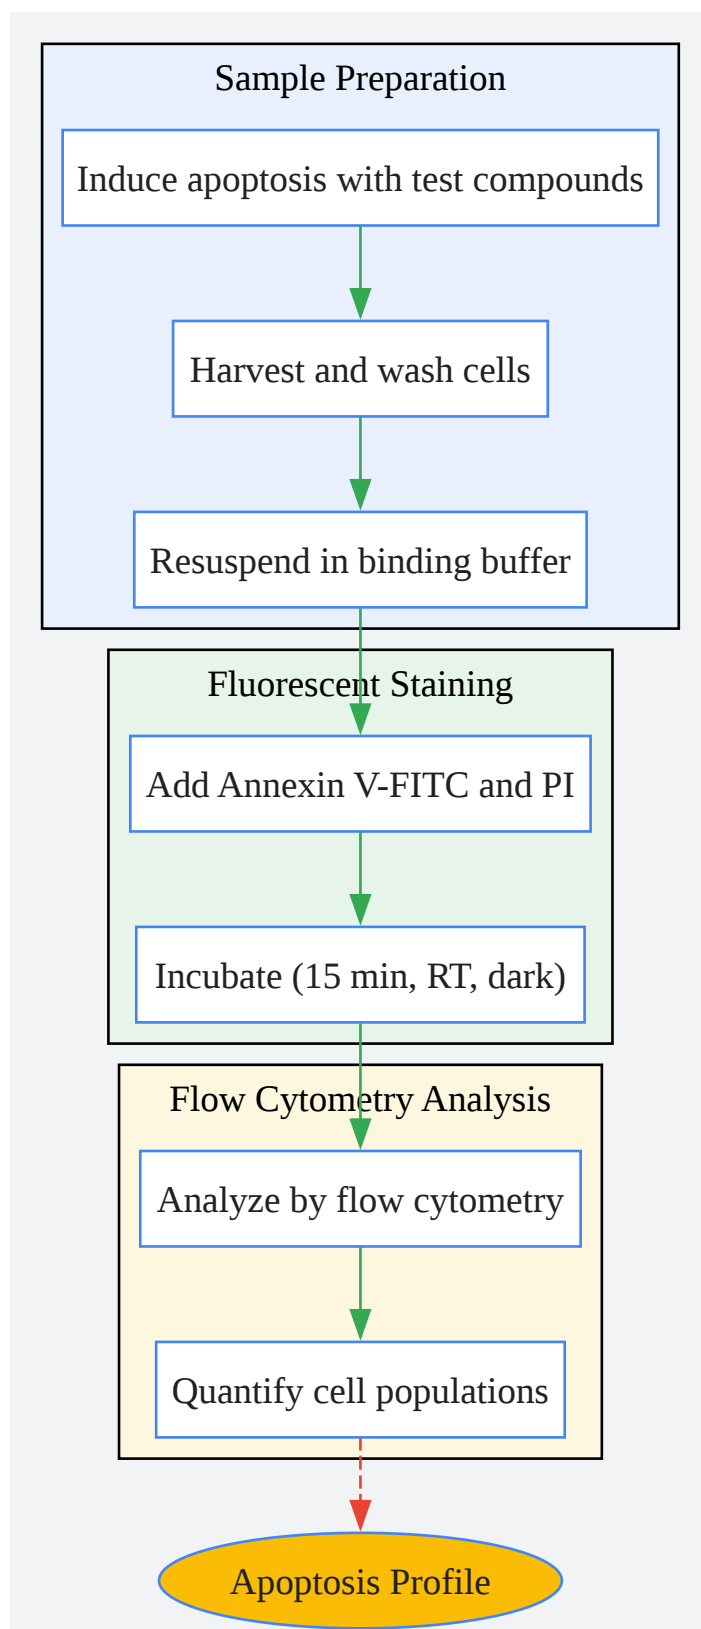 Sample Preparation
Induce apoptosis with test compounds
Harvest and wash cells
Resuspend in binding buffer
Fluorescent Staining
Add Annexin V-FITC and PI
Incubate (15 min, RT, dark)
Flow Cytometry Analysis
Analyze by flow cytometry
Quantify cell populations
Apoptosis Profile